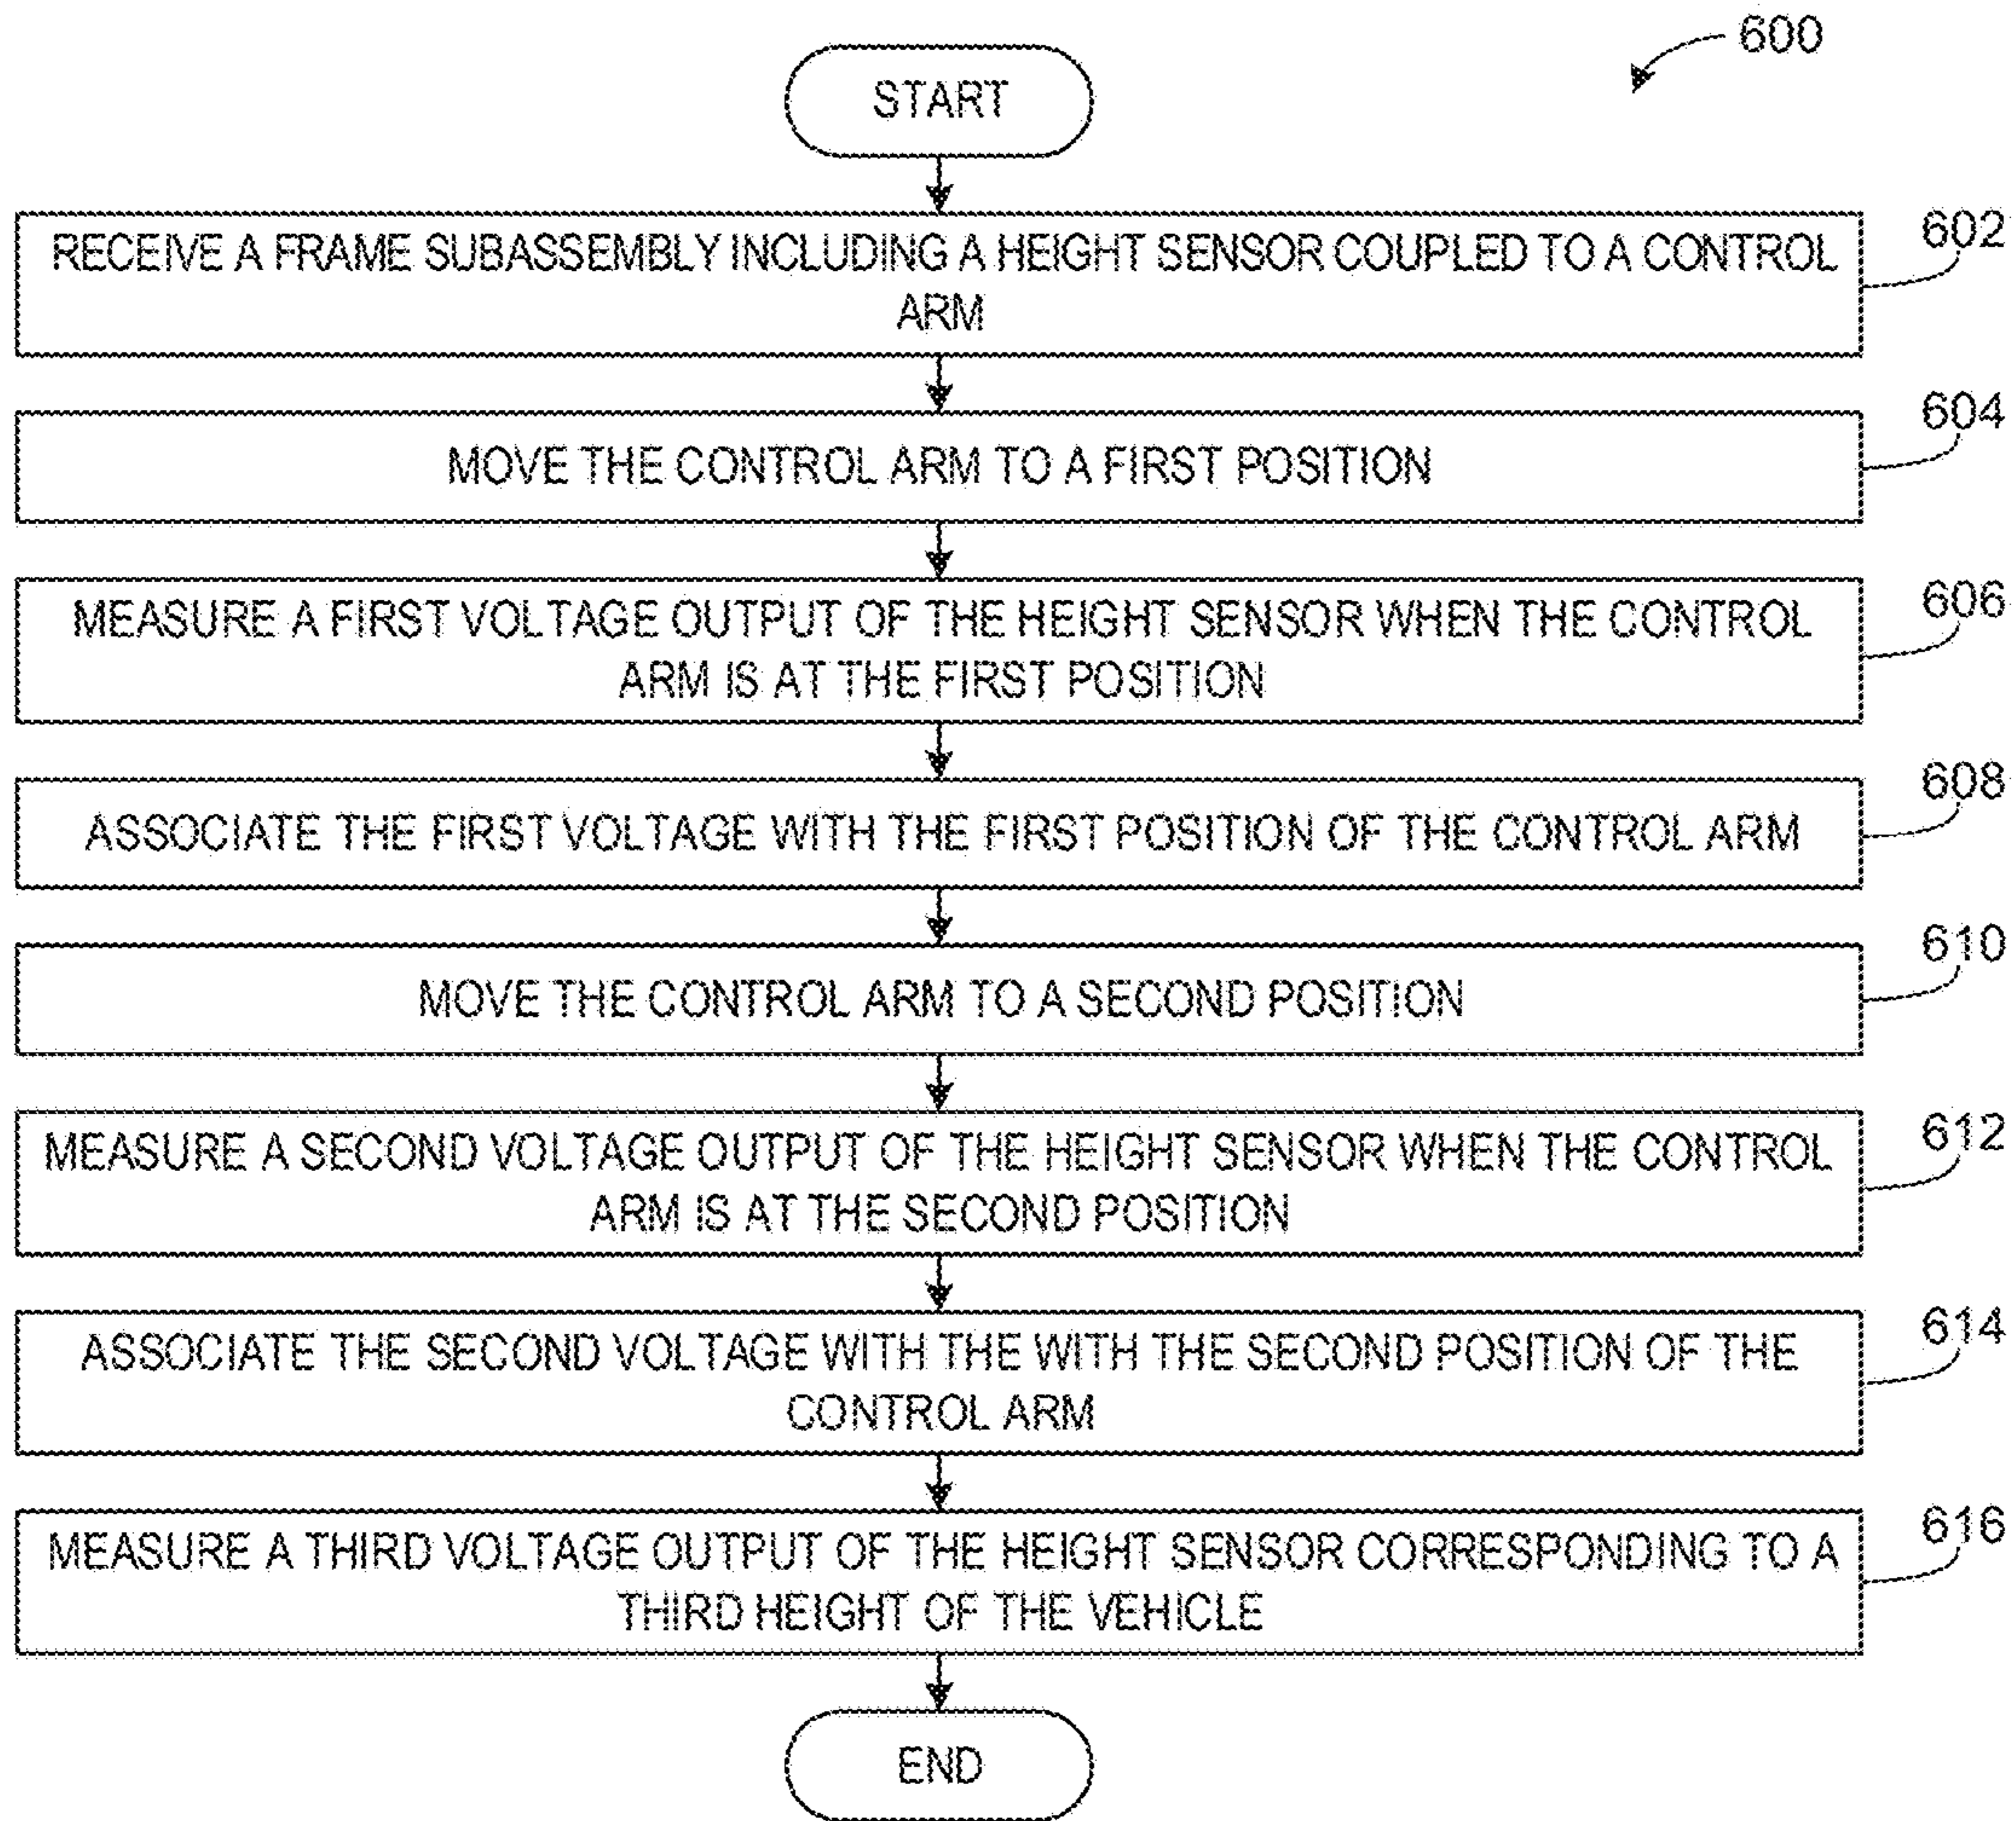 600
START
602
RECEIVE A FRAME SUBASSEMBLY INCLUDING A HEIGHT SENSOR COUPLED TO A CONTROL
ARM
604
MOVE THE CONTROL ARM TO A FIRST POSITION
606
MEASURE A FIRST VOLTAGE OUTPUT OF THE HEIGHT SENSOR WHEN THE CONTROL
ARM IS AT THE FIRST POSITION
608
ASSOCIATE THE FIRST VOLTAGE WITH THE FIRST POSITION OF THE CONTROL ARM
610
MOVE THE CONTROL ARM TO A SECOND POSITION
612
MEASURE A SECOND VOLTAGE OUTPUT OF THE HEIGHT SENSOR WHEN THE CONTROL
ARM IS AT THE SECOND POSITION
614
ASSOCIATE THE SECOND VOLTAGE WITH THE WITH THE SECOND POSITION OF THE
CONTROL ARM
616
MEASURE A THIRD VOLTAGE OUTPUT OF THE HEIGHT SENSOR CORRESPONDING TO A
THIRD HEIGHT OF THE VEHICLE
END